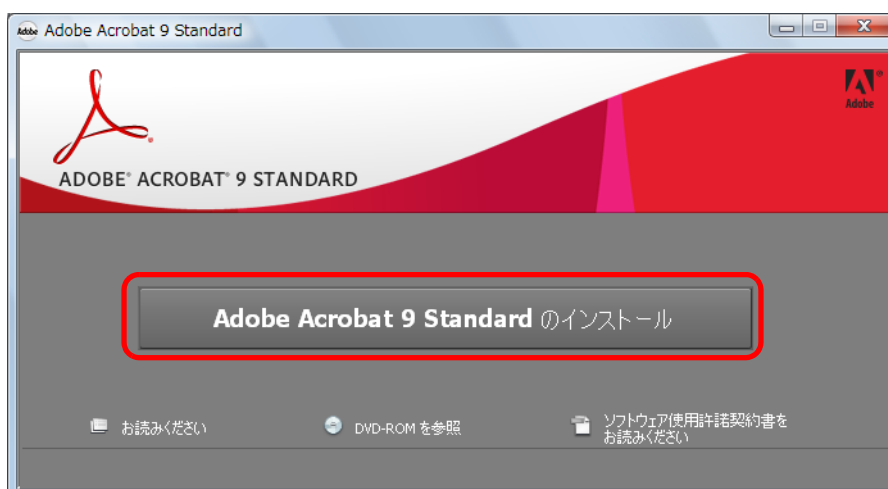 Adobe Adobe Acrobat 9 Standard
Adobe
ADOBE® ACROBAT® 9 STANDARD
Adobe Acrobat 9 Standard のインストール
お読みください
DVD-ROM を参照
ソフトウェア使用許諾契約書を
お読みください